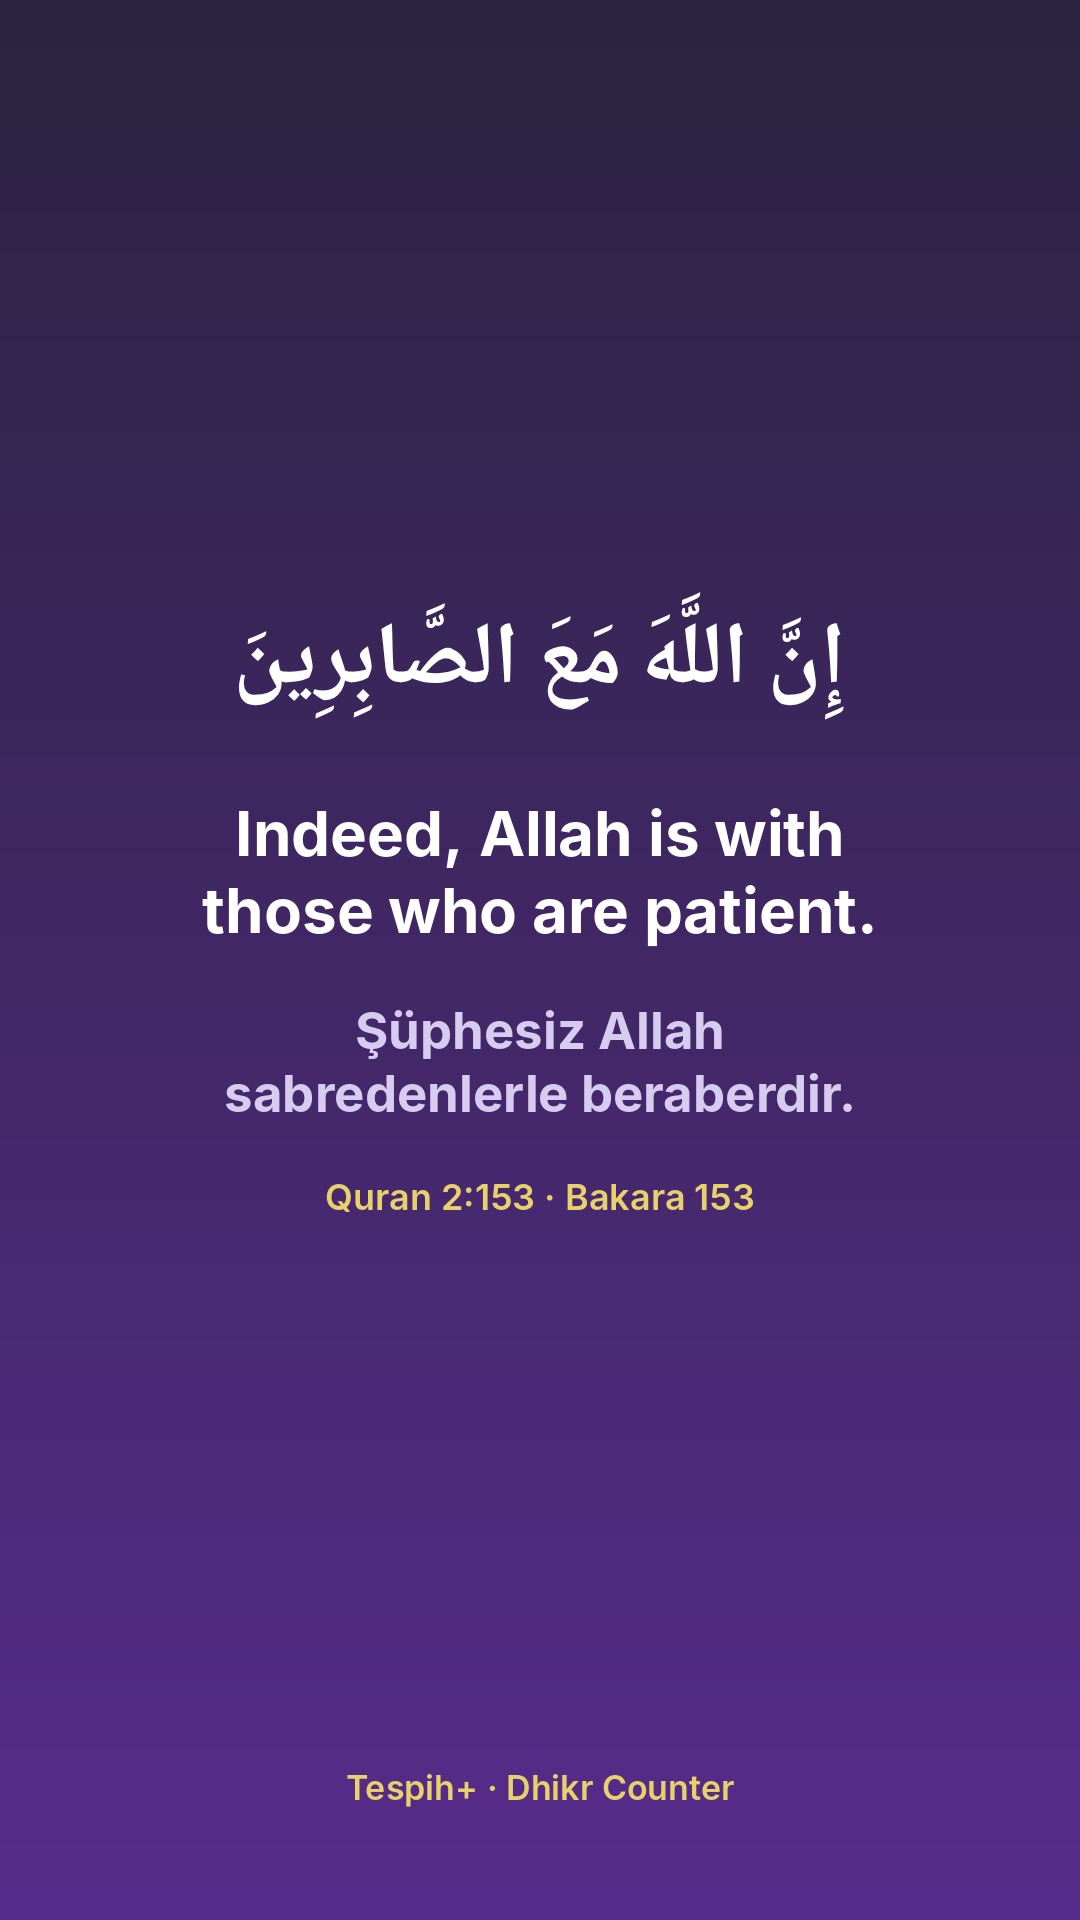 إِنَّ اللَّهَ مَعَ الصَّابِرِينَ
Indeed, Allah is with
those who are patient.
Şüphesiz Allah
sabredenlerle beraberdir.
Quran 2:153 · Bakara 153
Tespih+ · Dhikr Counter